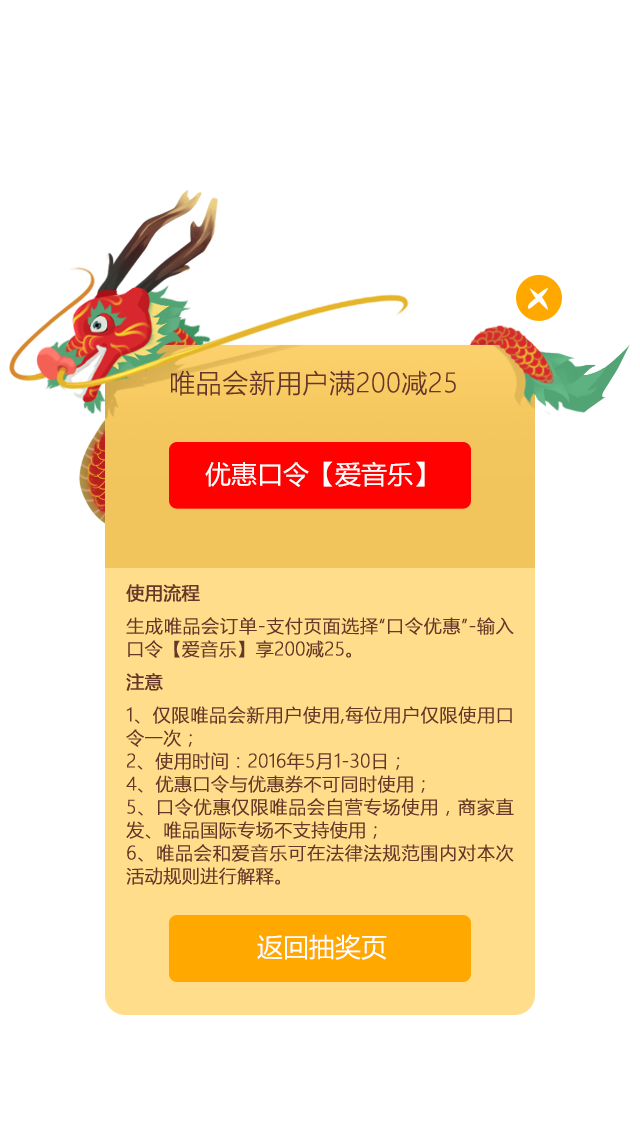 唯品会新用户满200减25
优惠口令【爱音乐】
使用流程
生成唯品会订单-支付页面选择“口令优惠”-输入
口令【爱音乐】享200减25。
注意
1、仅限唯品会新用户使用,每位用户仅限使用口
令一次；
2、使用时间：2016年5月1-30日；
4、优惠口令与优惠券不可同时使用；
5、口令优惠仅限唯品会自营专场使用，商家直
发、唯品国际专场不支持使用；
6、唯品会和爱音乐可在法律法规范围内对本次
活动规则进行解释。
返回抽奖页